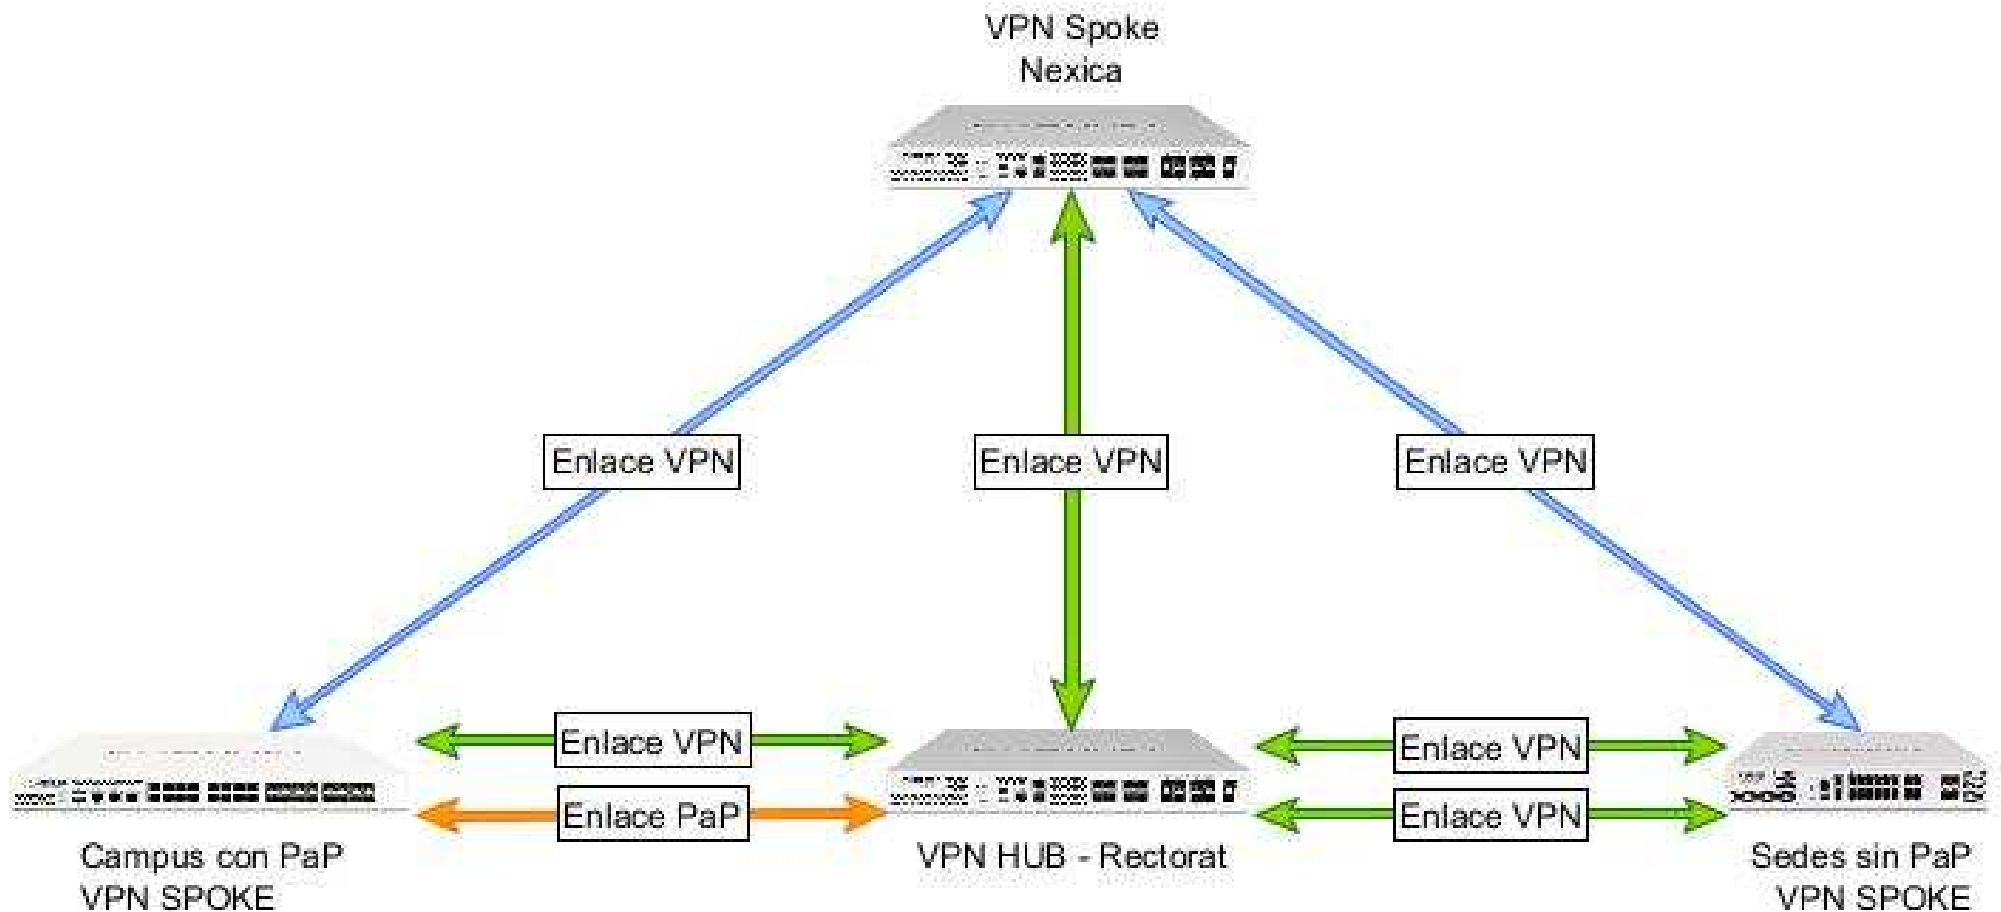 VPN Spoke
Nexica
Enlace VPN
Enlace VPN
Enlace VPN
Enlace VPN
Enlace VPN
Enlace PaP
Enlace VPN
Campus con PaP
VPN SPOKE
VPN HUB - Rectorat
Sedes sin PaP
VPN SPOKE